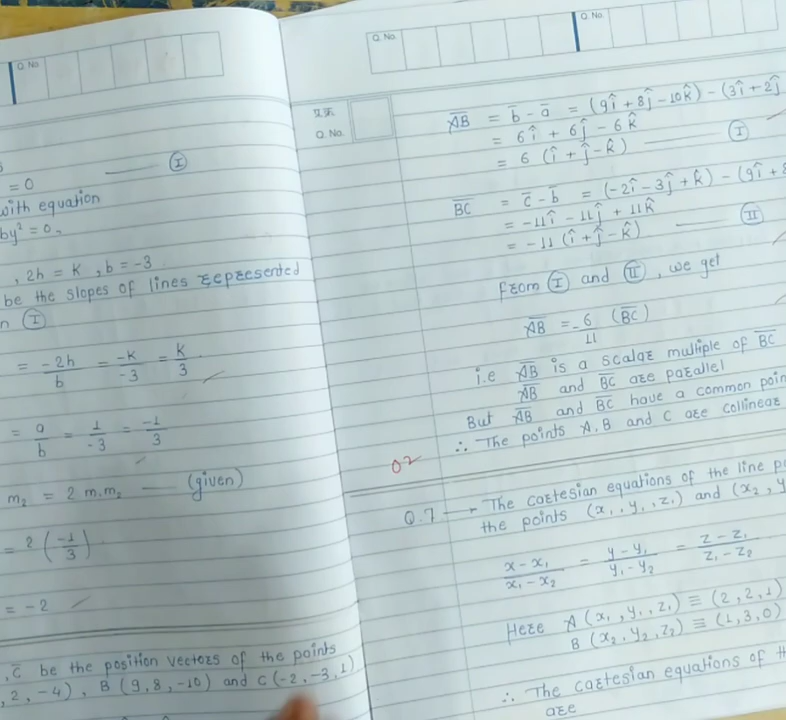 Q. No.
= 0 —— Ⓘ
with equation
by² = 0,
, 2h = K , b = -3
be the slopes of lines represented
Ⓘ
= -2h/b = -K/-3 = K/3
= a/b = 1/-3 = -1/3
m₂ = 2 m₁m₂ —— (given)
= 2 (-1/3)
= -2
, c̄ be the position vectors of the points
, 2, -4), B (9, 8, -10) and C (-2, -3, 1)
Q. No.
Q. No.
Q. No.
AB̅ = b̅ - a̅ = (9î + 8ĵ - 10k̂) - (3î + 2ĵ
= 6î + 6ĵ - 6k̂
= 6 (î + ĵ - k̂) —— Ⓘ
BC̅ = c̅ - b̅ = (-2î - 3ĵ + k̂) - (9î + 8
= -11î - 11ĵ + 11k̂
= -11 (î + ĵ - k̂) —— Ⅱ
From Ⓘ and Ⅱ, we get
AB̅ = -6/11 (BC̅)
i.e AB̅ is a scalar multiple of BC̅
AB̅ and BC̅ are parallel
But AB̅ and BC̅ have a common
∴ The points A, B and C are collinear
02
Q.7 → The cartesian equations of the line
the points (x₁, y₁, z₁) and (x₂, y
x - x₁/x₁ - x₂ = y - y₁/y₁ - y₂ = z - z₁/z₁ - z₂
Here A (x₁, y₁, z₁) ≡ (2, 2, 1)
B (x₂, y₂, z₂) ≡ (1, 3, 0)
∴ The cartesian equations of
are